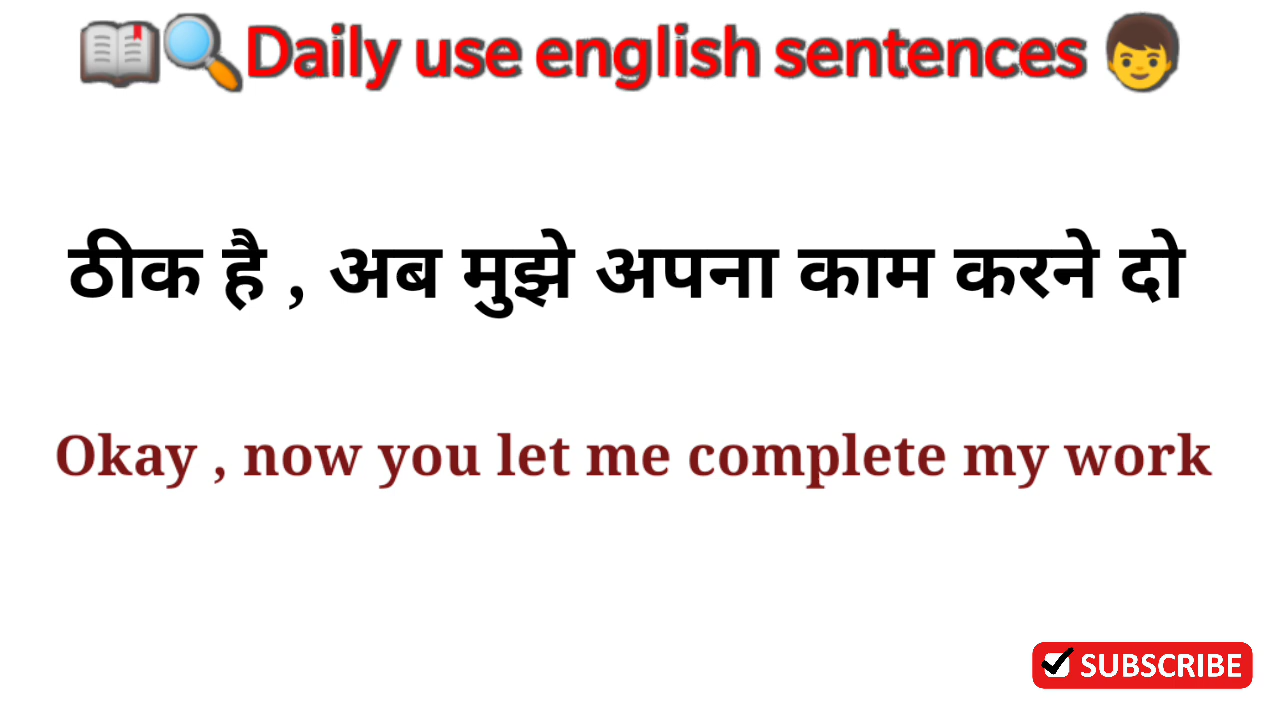 Daily use english sentences
ठीक है , अब मुझे अपना काम करने दो
Okay , now you let me complete my work
SUBSCRIBE